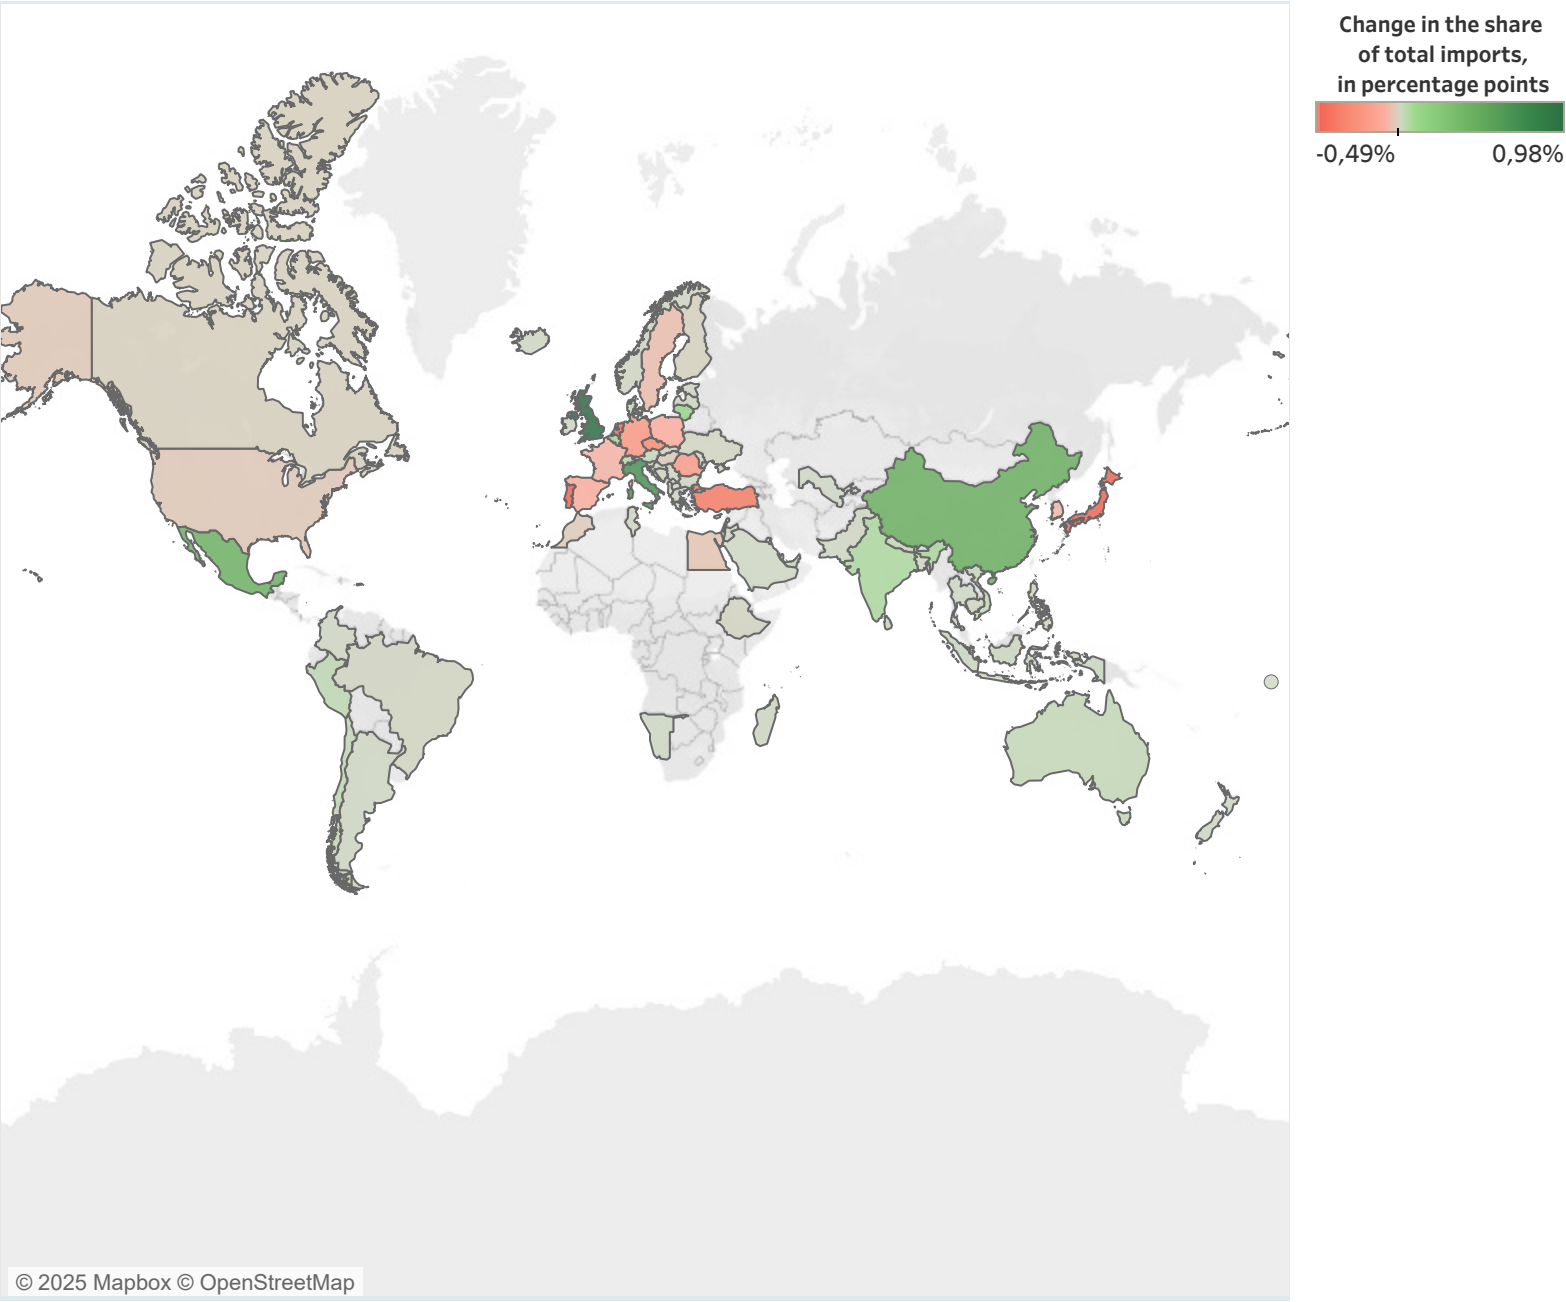 Change in the share
of total imports,
in percentage points
-0,49% 0,98%
© 2025 Mapbox © OpenStreetMap